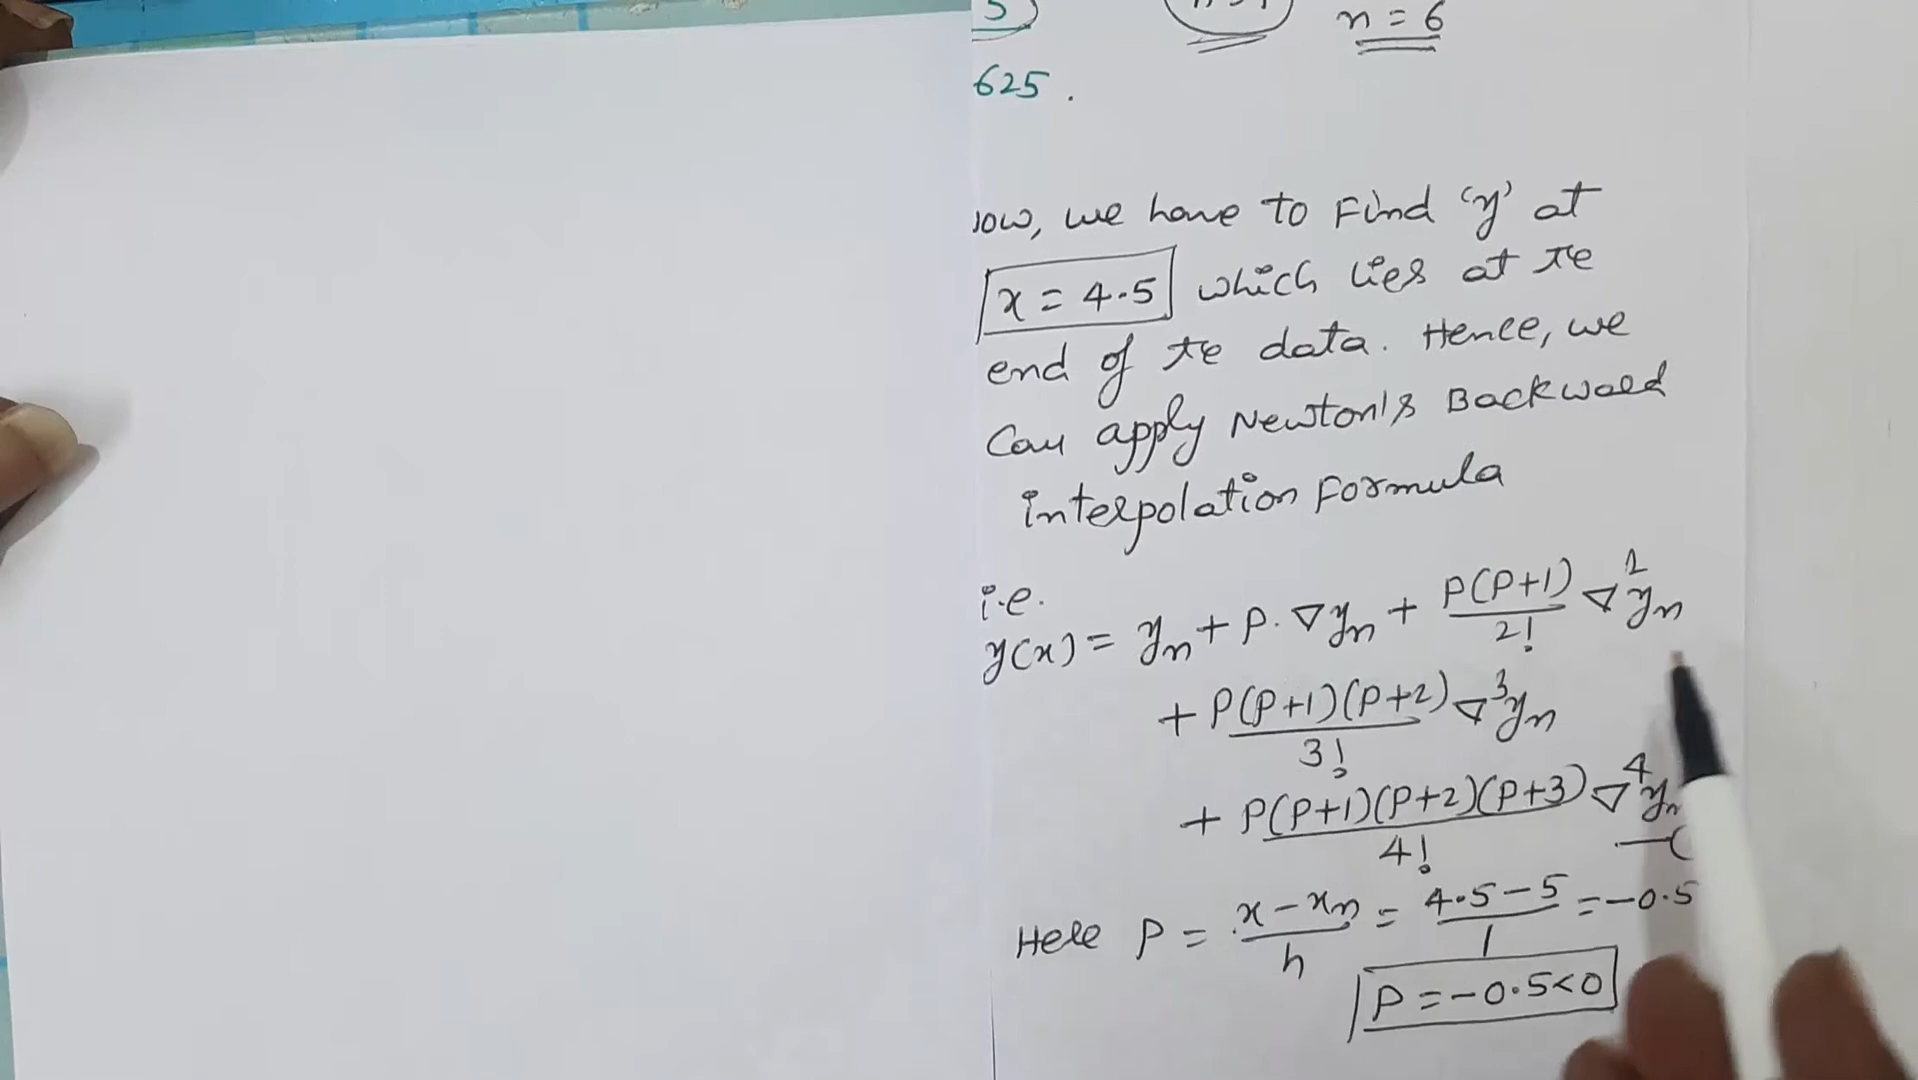 5)
n = 6
625.
Now, we have to Find 'y' at
x = 4.5 which lies at the
end of the data. Hence, we
Can apply Newton's Backward
interpolation Formula
i.e.
y(x) = yₙ + P.∇yₙ + P(P+1)/2! ∇²yₙ
+ P(P+1)(P+2)/3! ∇³yₙ
+ P(P+1)(P+2)(P+3)/4! ∇⁴yₙ
Here P = x - xₙ/h = 4.5 - 5/1 = -0.5
P = -0.5 < 0